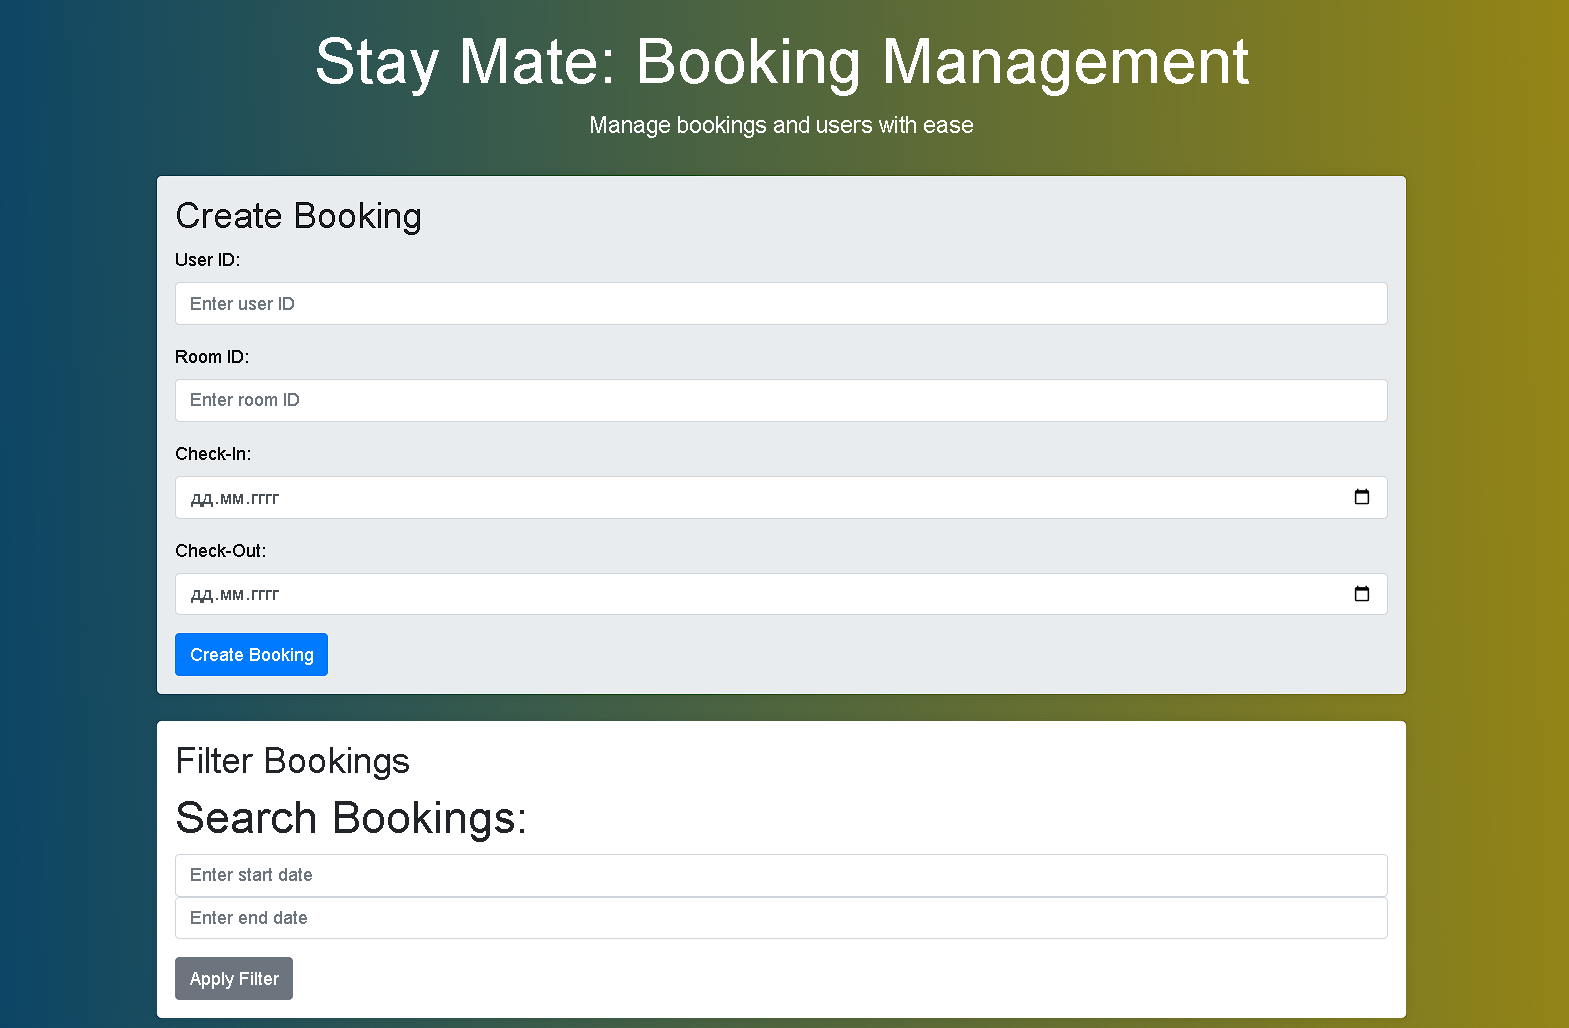 Stay Mate: Booking Management
Manage bookings and users with ease
Create Booking
User ID:
Enter user ID
Room ID:
Enter room ID
Check-In:
дд.мм.гггг
Check-Out:
дд.мм.гггг
Create Booking
Filter Bookings
Search Bookings:
Enter start date
Enter end date
Apply Filter